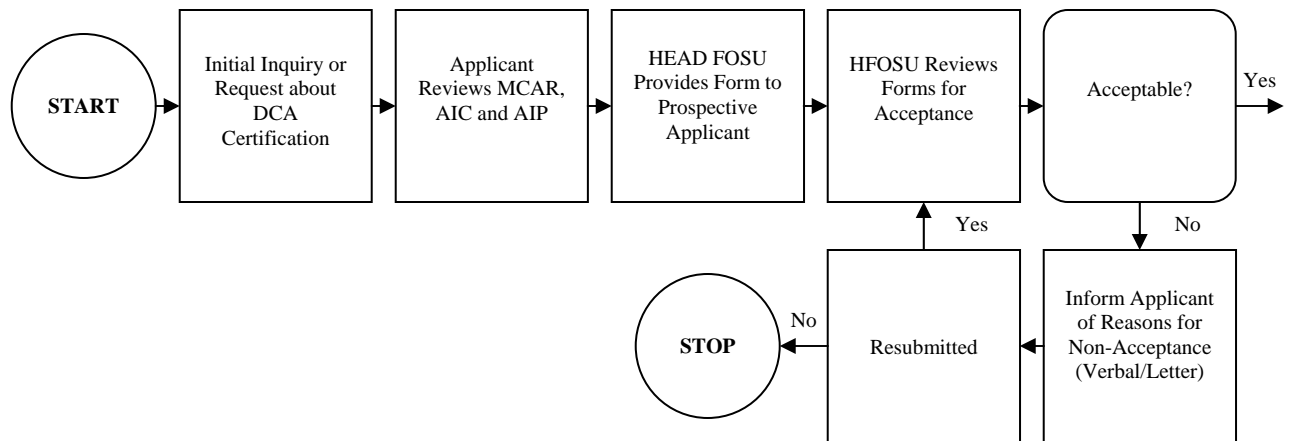 START
Initial Inquiry or
Request about
DCA
Certification
Applicant
Reviews MCAR,
AIC and AIP
HEAD FOSU
Provides Form to
Prospective
Applicant
HFOSU Reviews
Forms for
Acceptance
Acceptable?
Yes
No
Inform Applicant
of Reasons for
Non-Acceptance
(Verbal/Letter)
Resubmitted
Yes
No
STOP